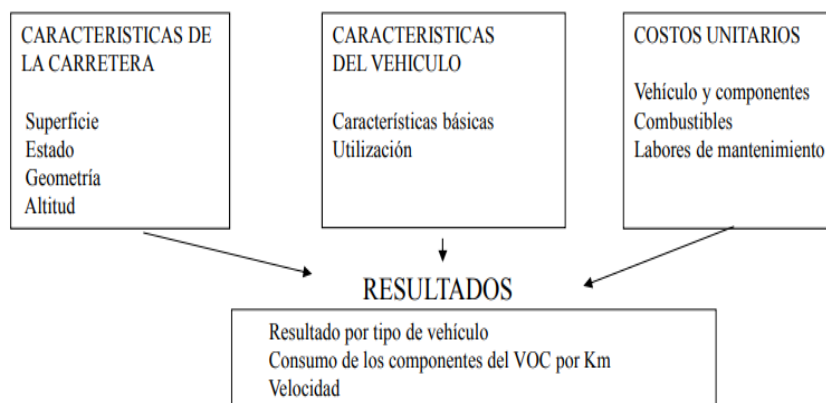 CARACTERISTICAS DE
LA CARRETERA
Superficie
Estado
Geometría
Altitud
CARACTERISTICAS
DEL VEHICULO
Características básicas
Utilización
COSTOS UNITARIOS
Vehículo y componentes
Combustibles
Labores de mantenimiento
RESULTADOS
Resultado por tipo de vehículo
Consumo de los componentes del VOC por Km
Velocidad